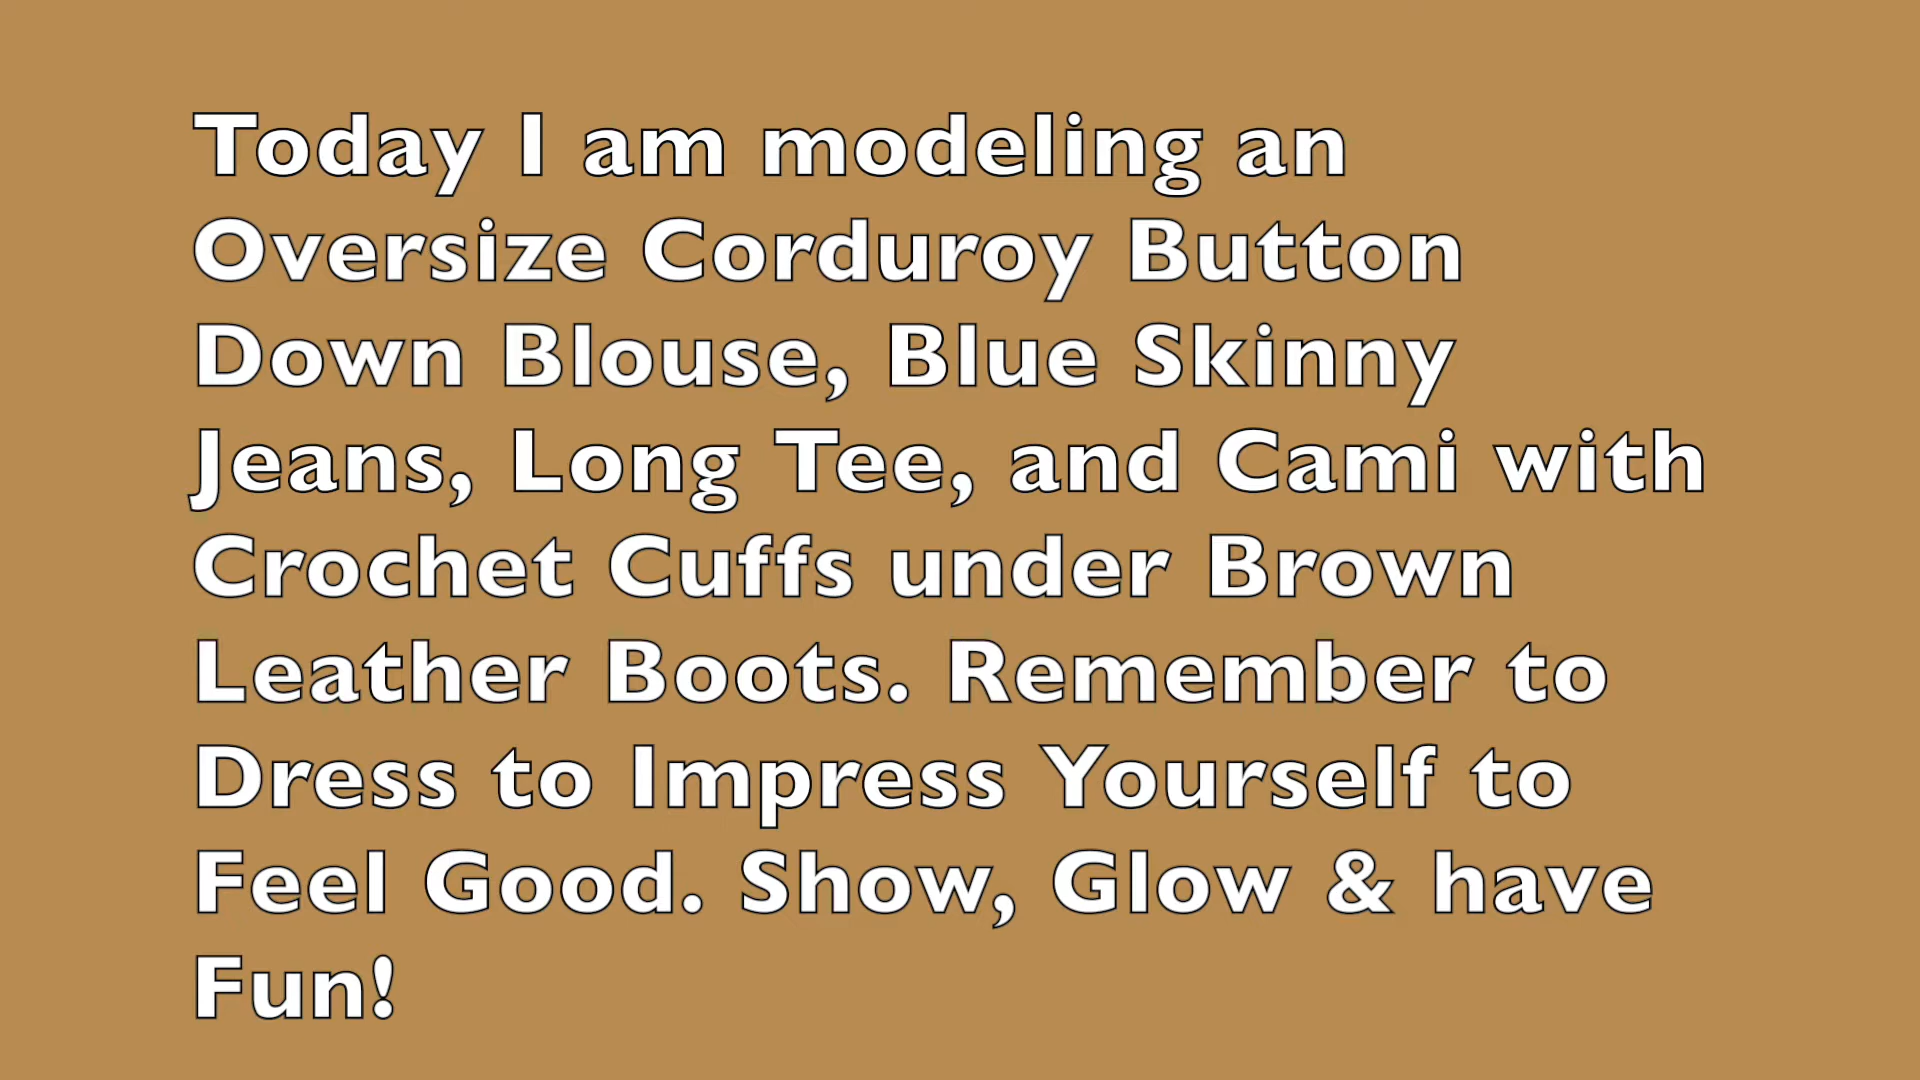 Today I am modeling an
Oversize Corduroy Button
Down Blouse, Blue Skinny
Jeans, Long Tee, and Cami with
Crochet Cuffs under Brown
Leather Boots. Remember to
Dress to Impress Yourself to
Feel Good. Show, Glow & have
Fun!